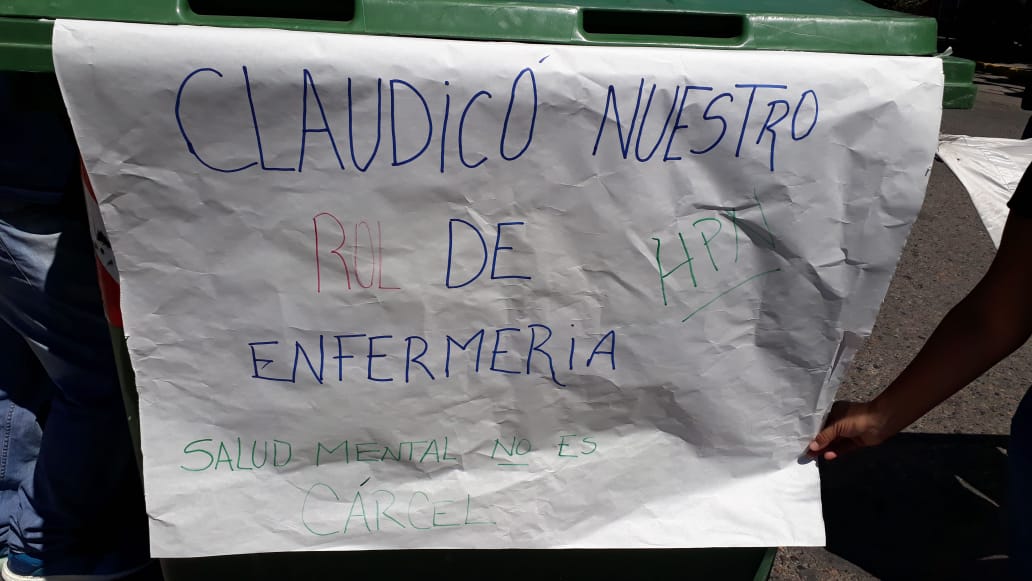 CLAUDiCÓ NUESTRO
ROL DE
HPN
ENFERMERiA
SALUD MENTAL NO ES
CÁRCEL